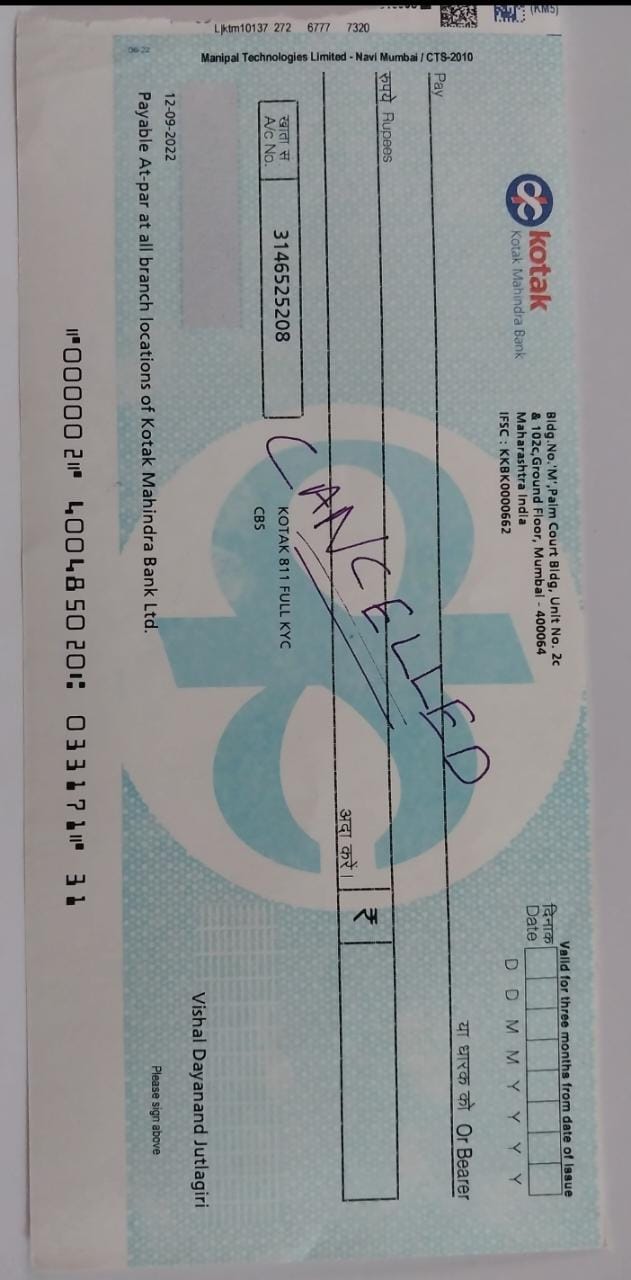 (KMS)
Ljktm10137 272 6777 7320
06-22
Manipal Technologies Limited - Navi Mumbai / CTS-2010
kotak
Kotak Mahindra Bank
Bldg.No.'M',Palm Court Bldg, Unit No. 2c
& 102c,Ground Floor, Mumbai - 400064
Maharashtra India
IFSC : KKBK0000662
Valid for three months from date of issue
दिनांक
Date
D D M M Y Y Y Y
Pay
या धारक को Or Bearer
रुपये Rupees
अदा करें।
₹
खाता सं
A/c No.
3146525208
CANCELLED
KOTAK 811 FULL KYC
CBS
12-09-2022
Payable At-par at all branch locations of Kotak Mahindra Bank Ltd.
Vishal Dayanand Jutlagiri
Please sign above
⑈000002⑈ 400485020⑆ 033171⑈ 31